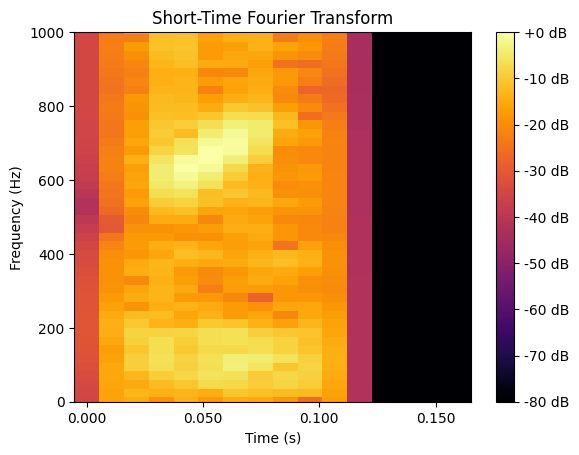 Short-Time Fourier Transform
1000
800
600
400
200
0
Frequency (Hz)
0.000
0.050
0.100
0.150
Time (s)
+0 dB
-10 dB
-20 dB
-30 dB
-40 dB
-50 dB
-60 dB
-70 dB
-80 dB